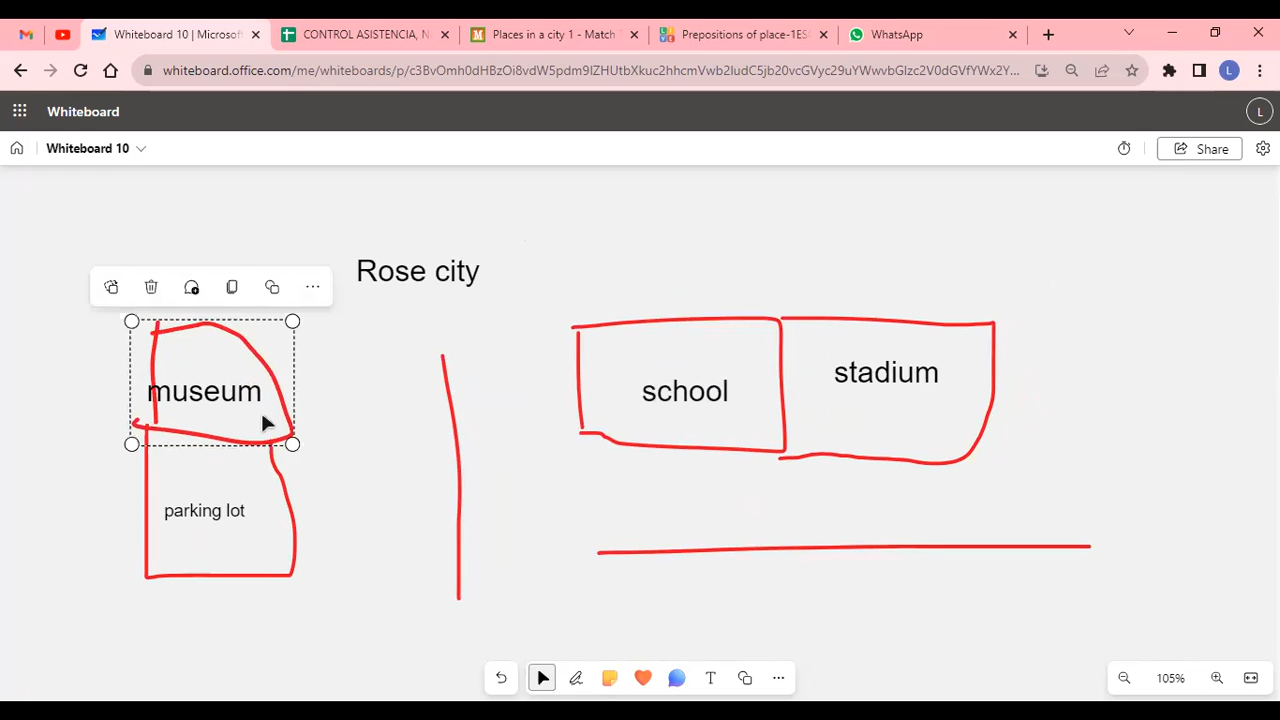 Whiteboard 10 | Microsof
CONTROL ASISTENCIA, N
Places in a city 1 - Match
Prepositions of place-1ES
WhatsApp
Whiteboard
L
Whiteboard 10
Share
Rose city
museum
school
stadium
parking lot
105%